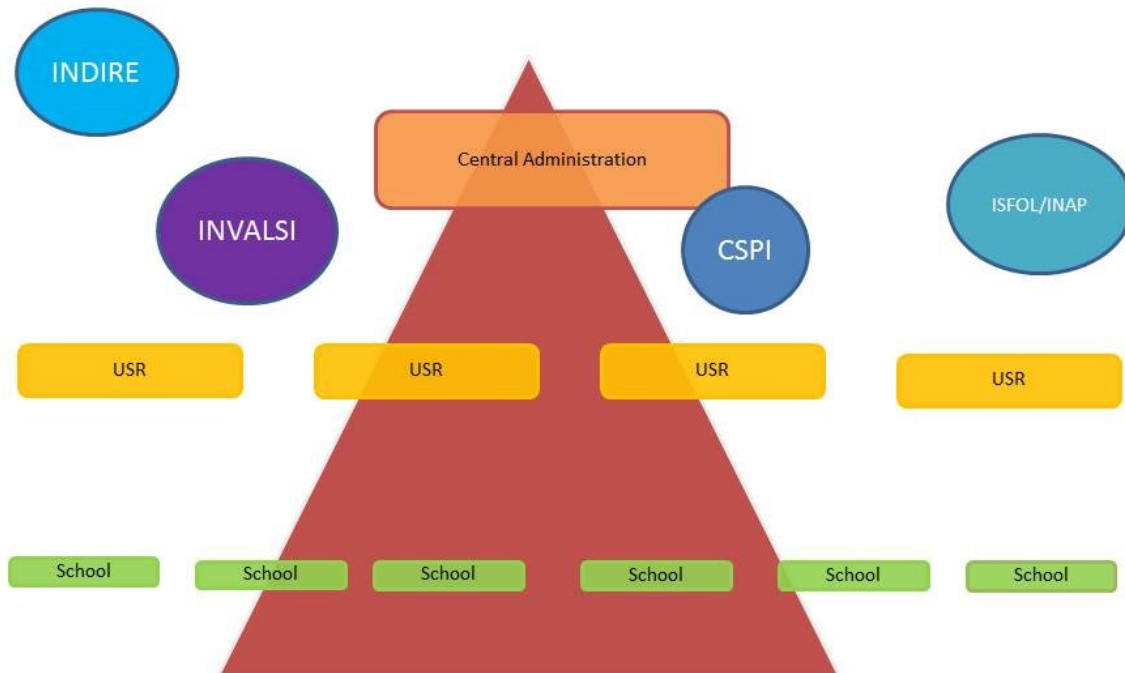 INDIRE
Central Administration
INVALSI
CSPI
ISFOL/INAP
USR
USR
USR
USR
School
School
School
School
School
School